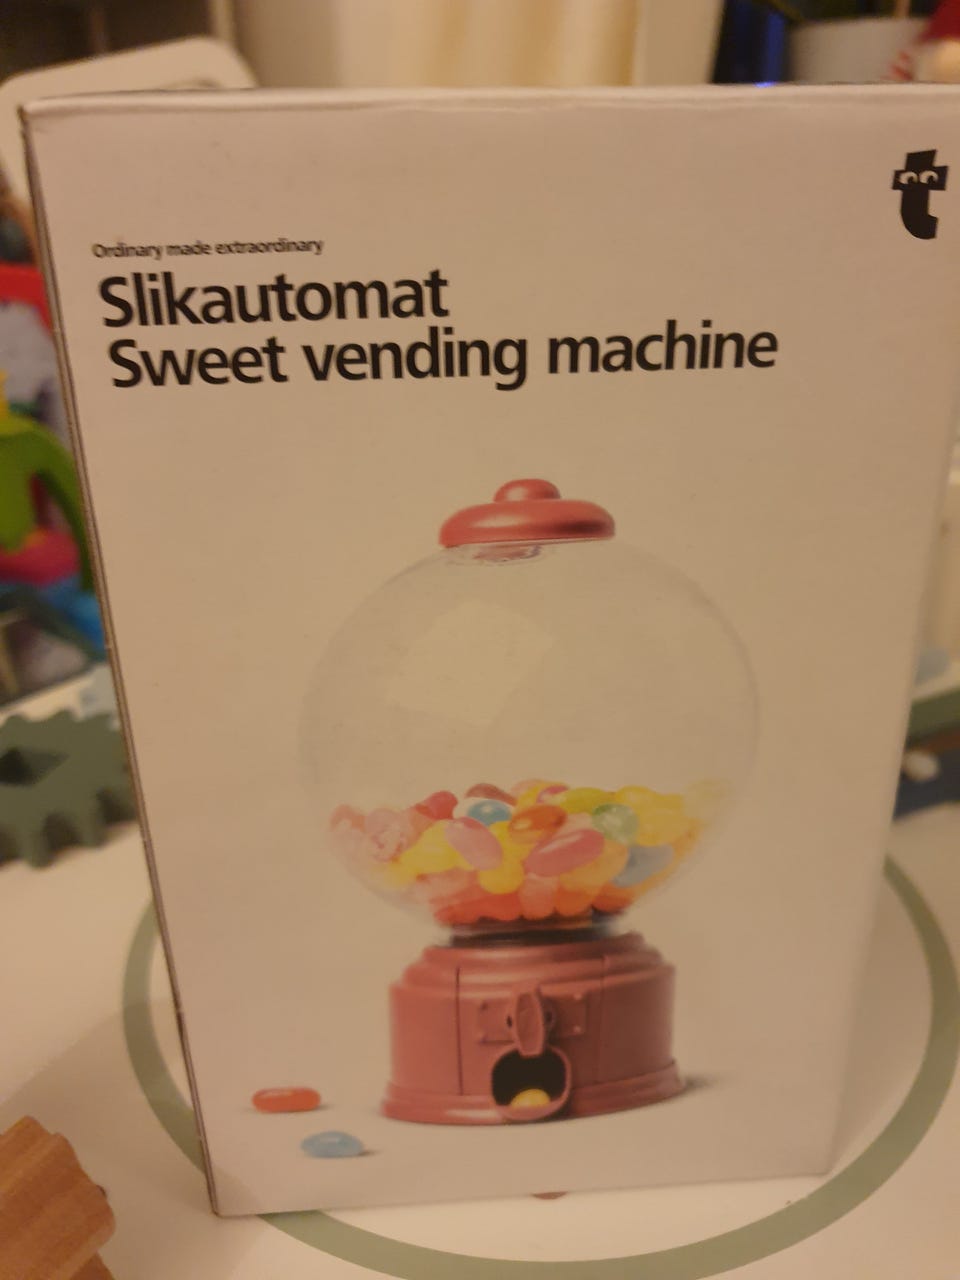 Ordinary made extraordinary
Slikautomat
Sweet vending machine